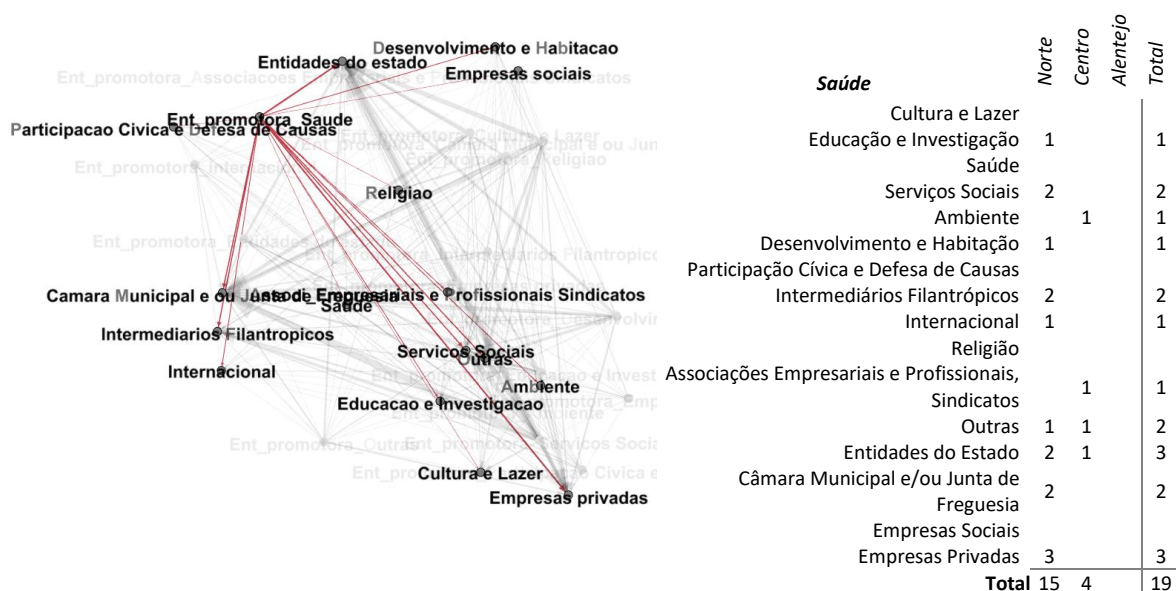 Desenvolvimento e Habitacao
Entidades do estado
Empresas sociais
Ent_promotora_Saude
Participacao Civica e Defesa de Causas
Ent_promotora_Internacional
Religiao
Camara Municipal e ou Junta de Freguesia
Associ_Empresariais e Profissionais Sindicatos
Saude
Intermediarios Filantropicos
Servicos Sociais
Outras
Internacional
Ambiente
Educacao e Investigacao
Ent_promotora_Outras
Cultura e Lazer
Empresas privadas
Saúde Norte Centro Alentejo Total
Cultura e Lazer
Educação e Investigação 1 1
Saúde
Serviços Sociais 2 2
Ambiente 1 1
Desenvolvimento e Habitação 1 1
Participação Cívica e Defesa de Causas
Intermediários Filantrópicos 2 2
Internacional 1 1
Religião
Associações Empresariais e Profissionais,
Sindicatos 1 1
Outras 1 1 2
Entidades do Estado 2 1 3
Câmara Municipal e/ou Junta de
Freguesia 2 2
Empresas Sociais
Empresas Privadas 3 3
Total 15 4 19